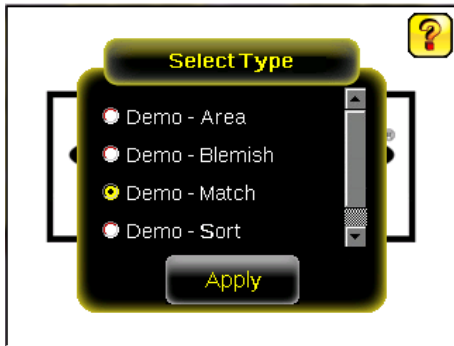 ?
Select Type
Demo - Area
Demo - Blemish
Demo - Match
Demo - Sort
Apply